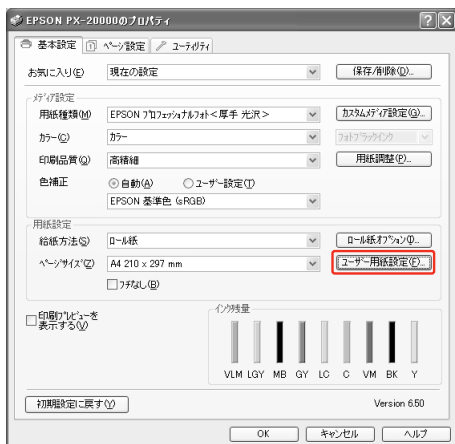 EPSON PX-20000のプロパティ
基本設定 ページ設定 ユーティリティ
お気に入り(E) 現在の設定 保存/削除(D)...
メディア設定
用紙種類(M) EPSON プロフェッショナルフォト<厚手 光沢> カスタムメディア設定(G)...
カラー(C) カラー フォトブラックインク
印刷品質(Q) 高精細 用紙調整(P)...
色補正 自動(A) ユーザー設定(T)
EPSON 基準色 (sRGB)
用紙設定
給紙方法(S) ロール紙 ロール紙オプション(I)...
ページサイズ(Z) A4 210 x 297 mm ユーザー用紙設定(F)...
フチなし(B)
印刷プレビューを
表示する(V)
インク残量
VLM LGY MB GY LC C VM BK Y
初期設定に戻す(Y) Version 6.50
OK キャンセル ヘルプ